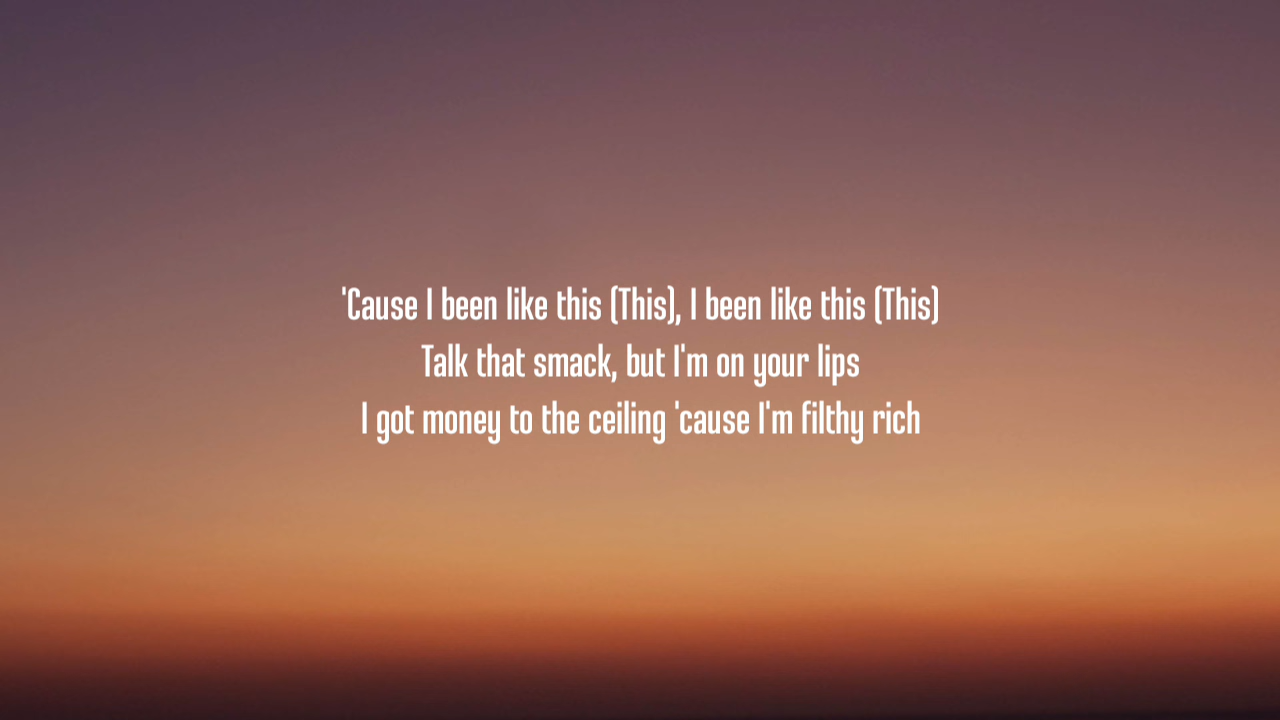 'Cause I been like this (This), I been like this (This)
Talk that smack, but I'm on your lips
I got money to the ceiling 'cause I'm filthy rich